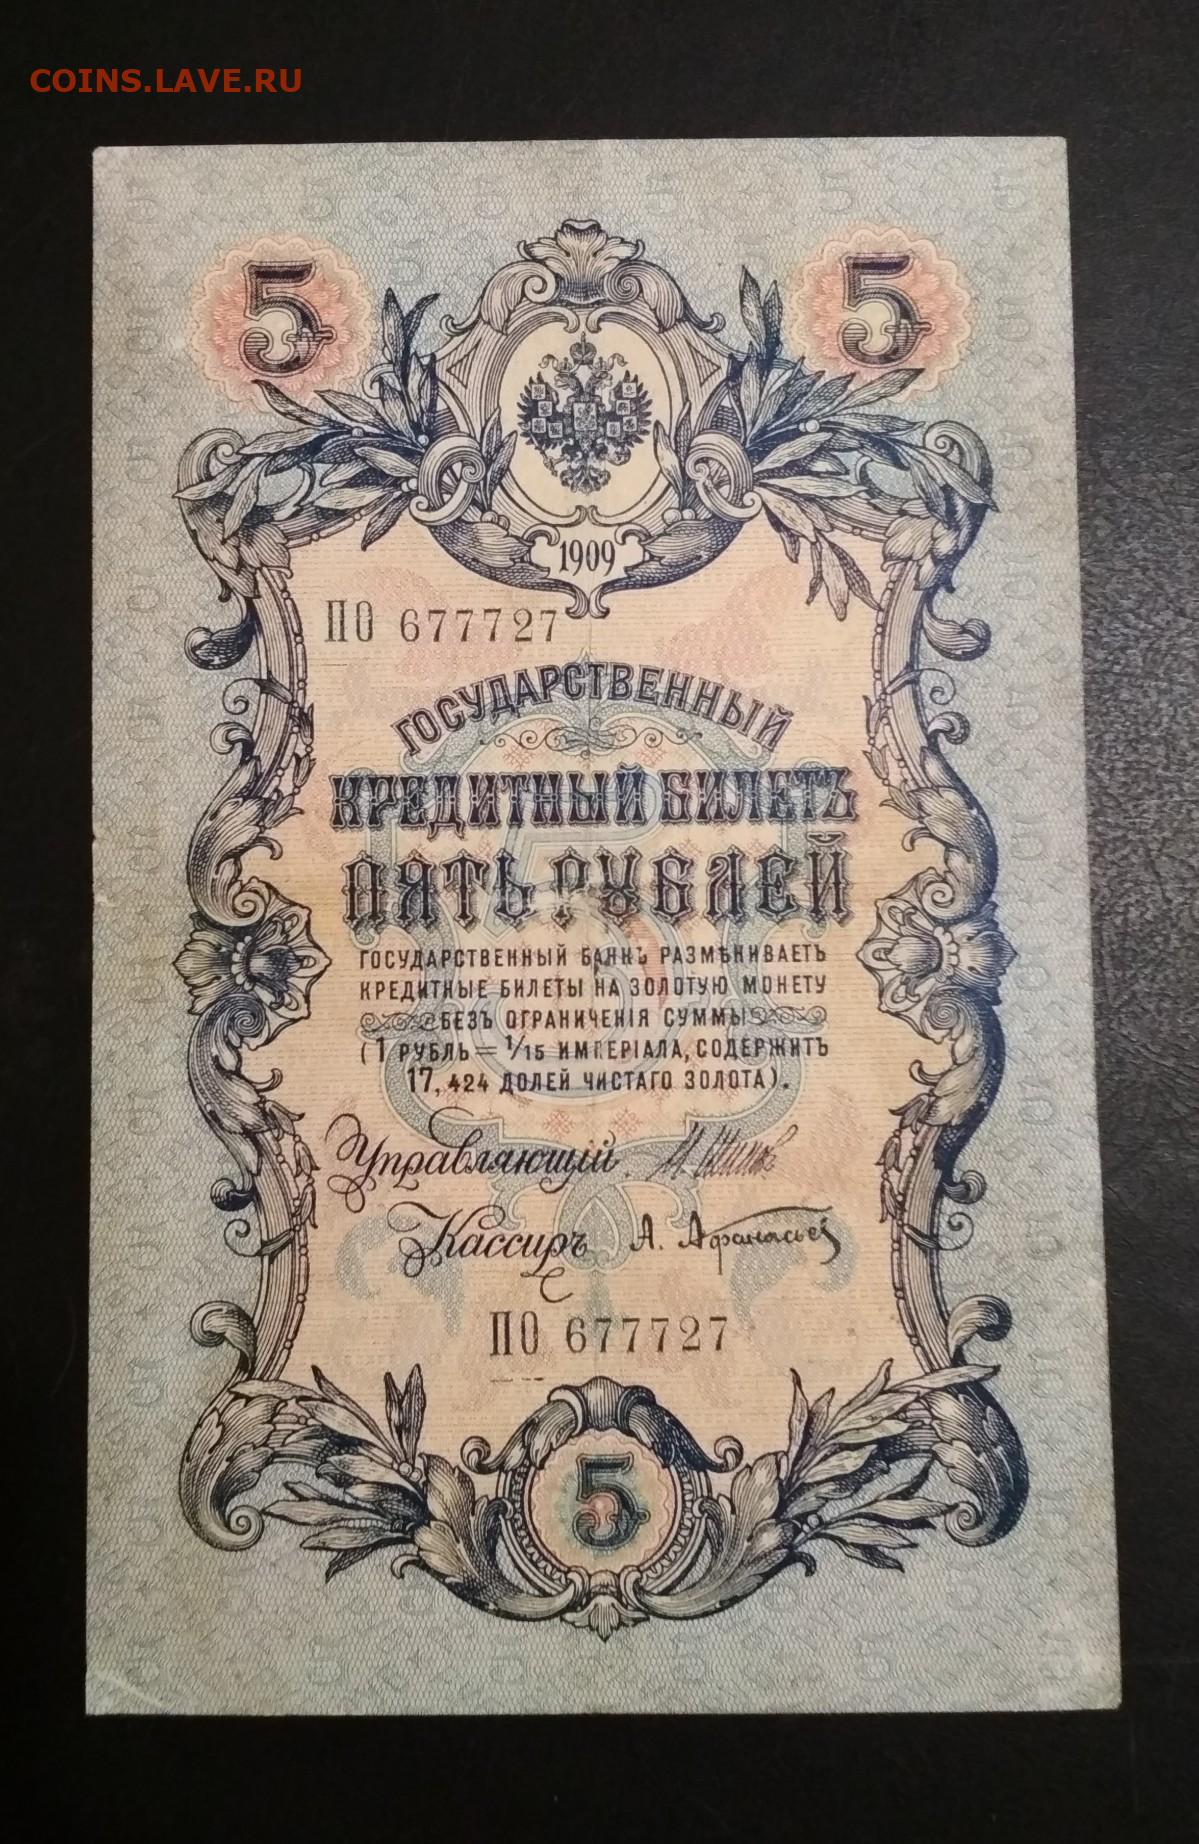 COINS.LAVE.RU
5 5
1909
ПО 677727
ГОСУДАРСТВЕННЫЙ
КРЕДИТНЫЙ БИЛЕТЪ
ПЯТЬ РУБЛЕЙ
ГОСУДАРСТВЕННЫЙ БАНКЪ РАЗМѢНИВАЕТЪ
КРЕДИТНЫЕ БИЛЕТЫ НА ЗОЛОТУЮ МОНЕТУ
БЕЗЪ ОГРАНИЧЕНІЯ СУММЫ
(1 РУБЛЬ = 1/15 ИМПЕРІАЛА, СОДЕРЖИТЪ
17,424 ДОЛЕЙ ЧИСТАГО ЗОЛОТА).
Управляющій И. Шипов
Кассиръ А. Афанасьев
ПО 677727
5